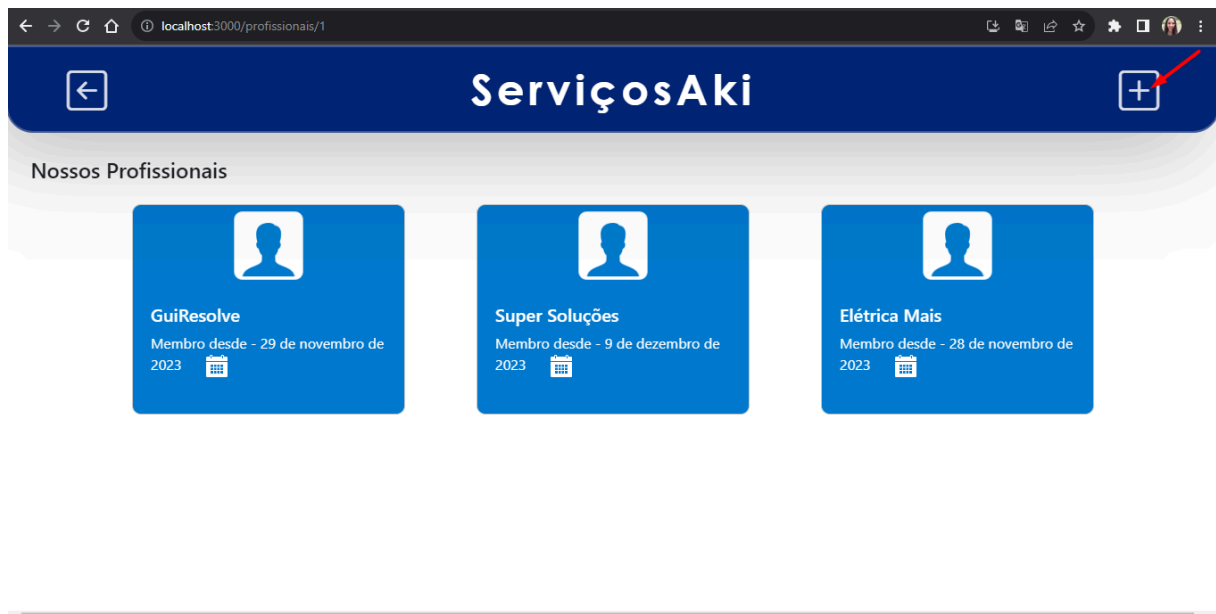 localhost:3000/profissionais/1
ServiçosAki
Nossos Profissionais
GuiResolve
Membro desde - 29 de novembro de
2023
Super Soluções
Membro desde - 9 de dezembro de
2023
Elétrica Mais
Membro desde - 28 de novembro de
2023